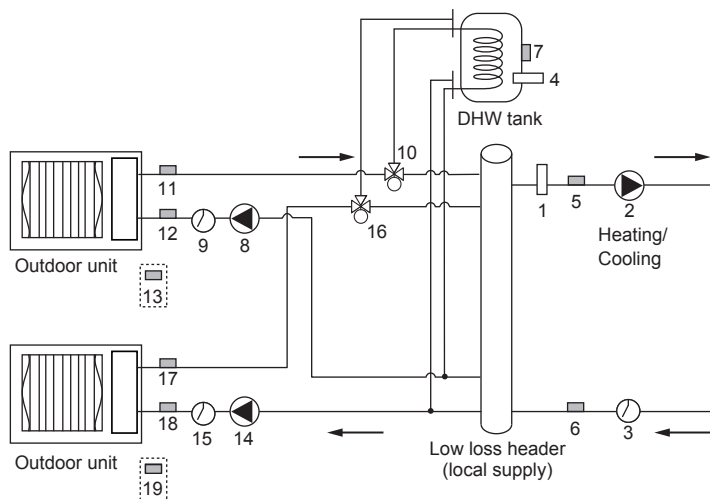 7
4
DHW tank
10
11
12
9
8
16
1
5
2
Heating/
Cooling
Outdoor unit
13
17
18
15
14
6
3
Low loss header
(local supply)
Outdoor unit
19